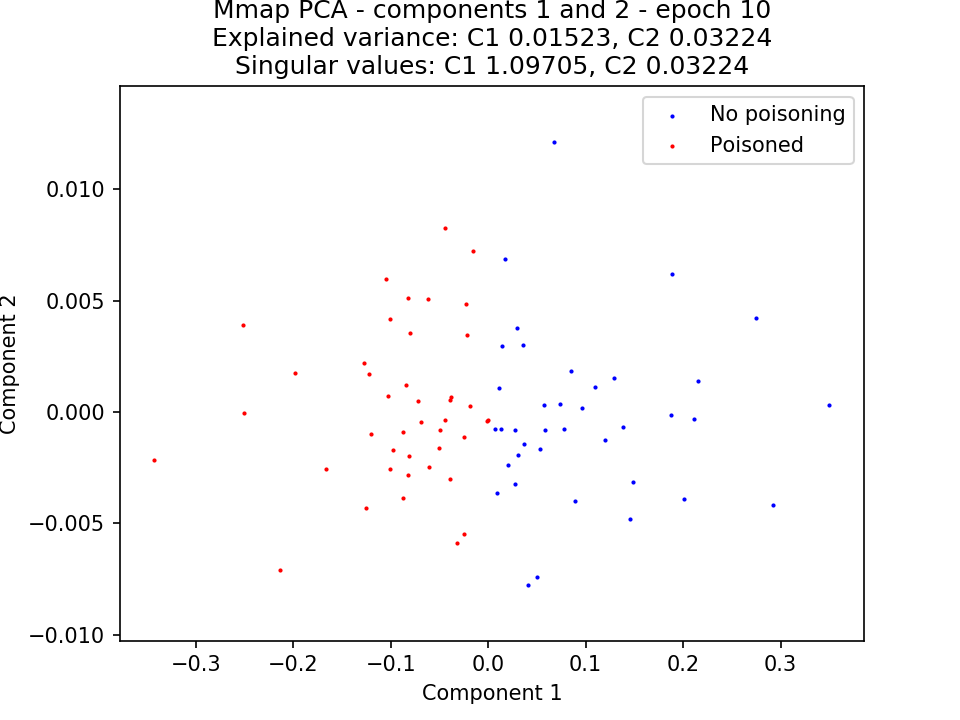 Mmap PCA - components 1 and 2 - epoch 10
Explained variance: C1 0.01523, C2 0.03224
Singular values: C1 1.09705, C2 0.03224
No poisoning
Poisoned
0.010
0.005
0.000
−0.005
−0.010
Component 2
−0.3 −0.2 −0.1 0.0 0.1 0.2 0.3
Component 1